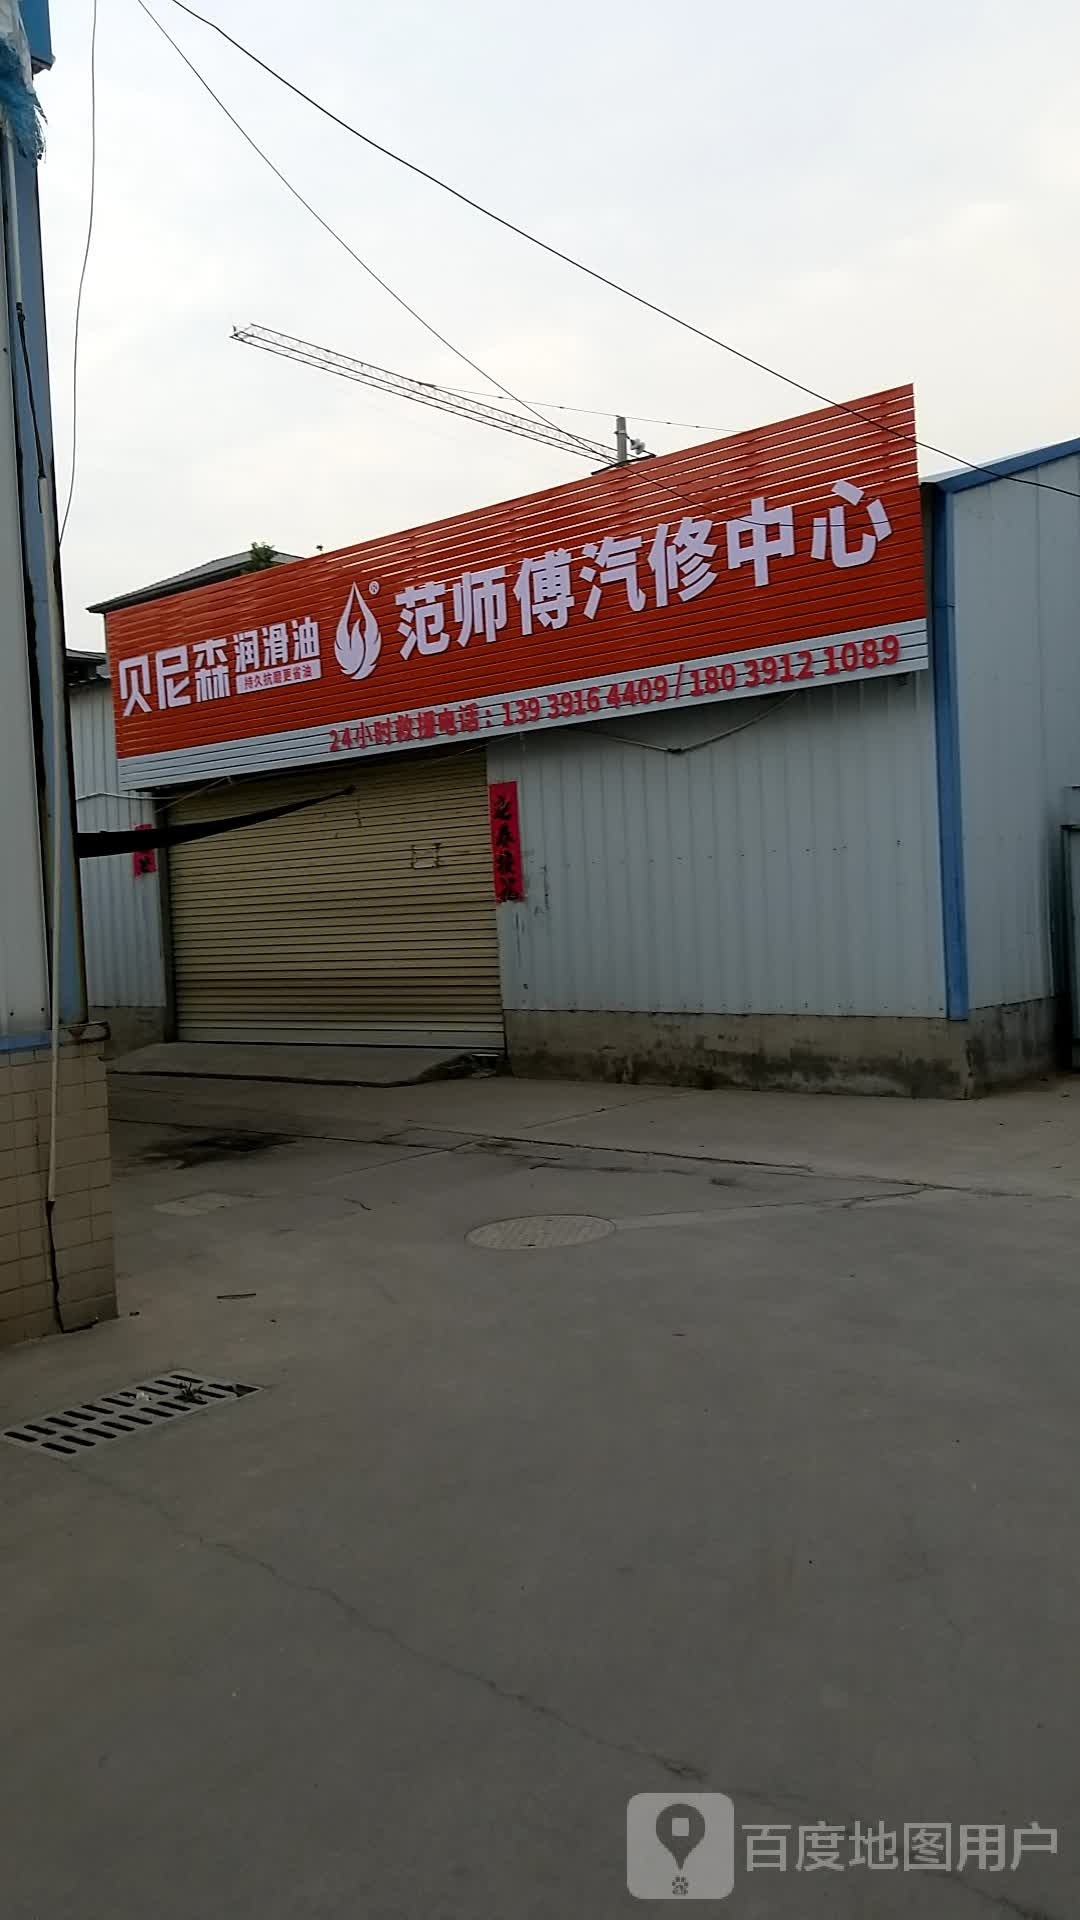 贝尼森润滑油
持久抗磨更省油
®
范师傅汽修中心
24小时救援电话：139 3916 4409/180 3912 1089
百度地图用户